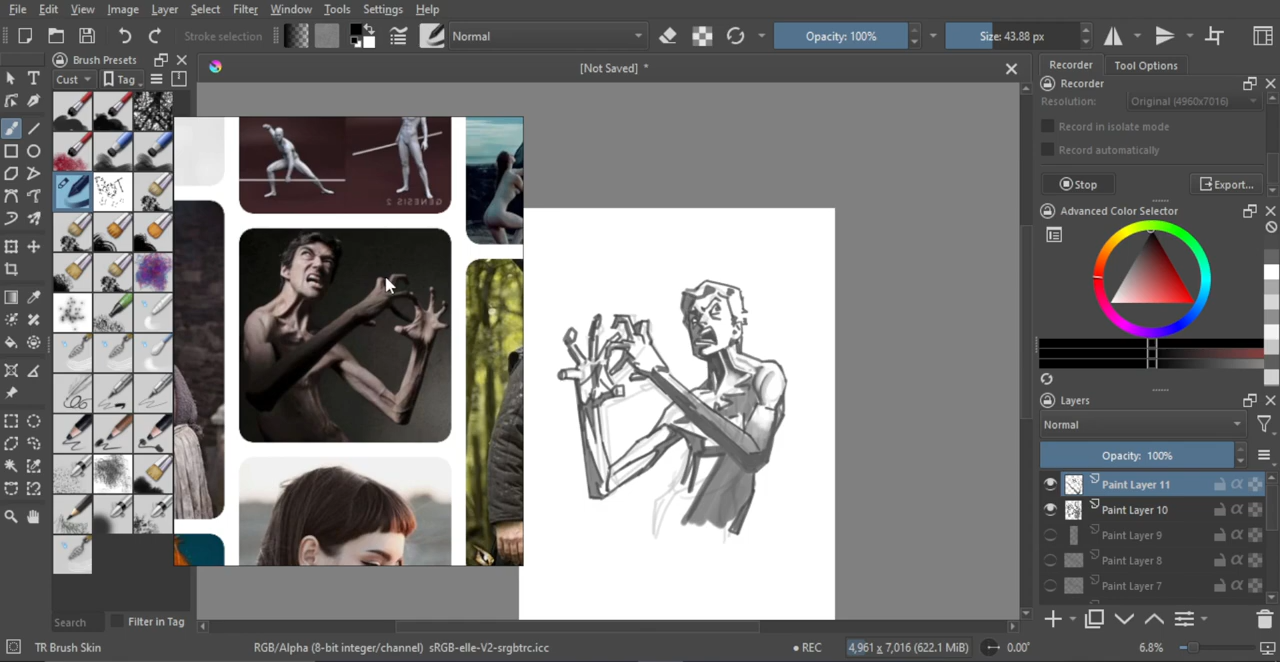 File Edit View Image Layer Select Filter Tools Settings Window Help
Stroke selection Normal Opacity: 100% Size: 43.88 px
Brush Presets
Cust Tag
[Not Saved] *
Recorder Tool Options
Recorder
Resolution: Original (4960x7016)
Record in isolate mode
Record automatically
Stop Export...
Advanced Color Selector
GENESIS 2
Layers
Normal
Opacity: 100%
Paint Layer 11
Paint Layer 10
Paint Layer 9
Paint Layer 8
Paint Layer 7
Search Filter in Tag
TR Brush Skin RGB/Alpha (8-bit integer/channel) sRGB-elle-V2-srgbtrc.icc • REC 4,961 x 7,016 (622.1 MiB) 0.00° 6.8%